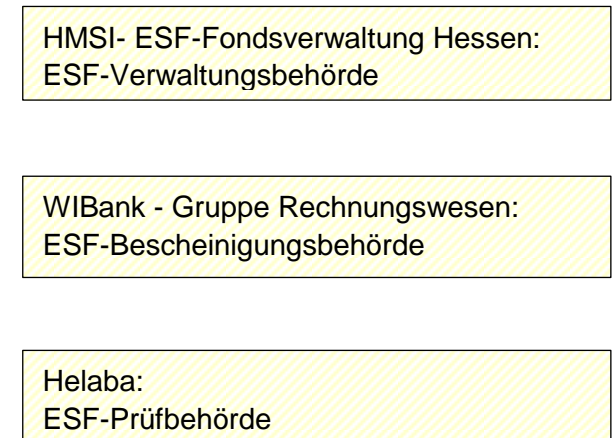 HMSI- ESF-Fondsverwaltung Hessen:
ESF-Verwaltungsbehörde
WIBank - Gruppe Rechnungswesen:
ESF-Bescheinigungsbehörde
Helaba:
ESF-Prüfbehörde